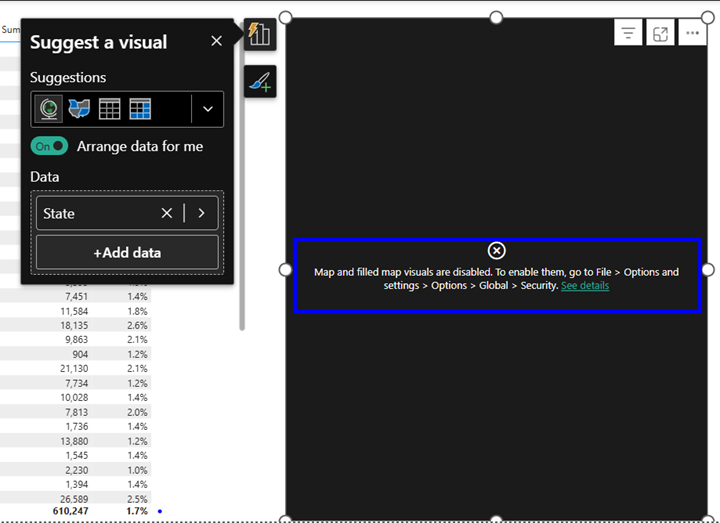 Sum
Suggest a visual
Suggestions
On
Arrange data for me
Data
State
+Add data
7,451 1.4%
11,584 1.8%
18,135 2.6%
9,863 2.1%
904 1.2%
21,130 2.1%
7,734 1.2%
10,028 1.4%
7,813 2.0%
1,736 1.4%
13,880 1.2%
1,545 1.4%
2,230 1.0%
1,394 1.4%
26,589 2.5%
610,247 1.7%
Map and filled map visuals are disabled. To enable them, go to File > Options and
settings > Options > Global > Security. See details